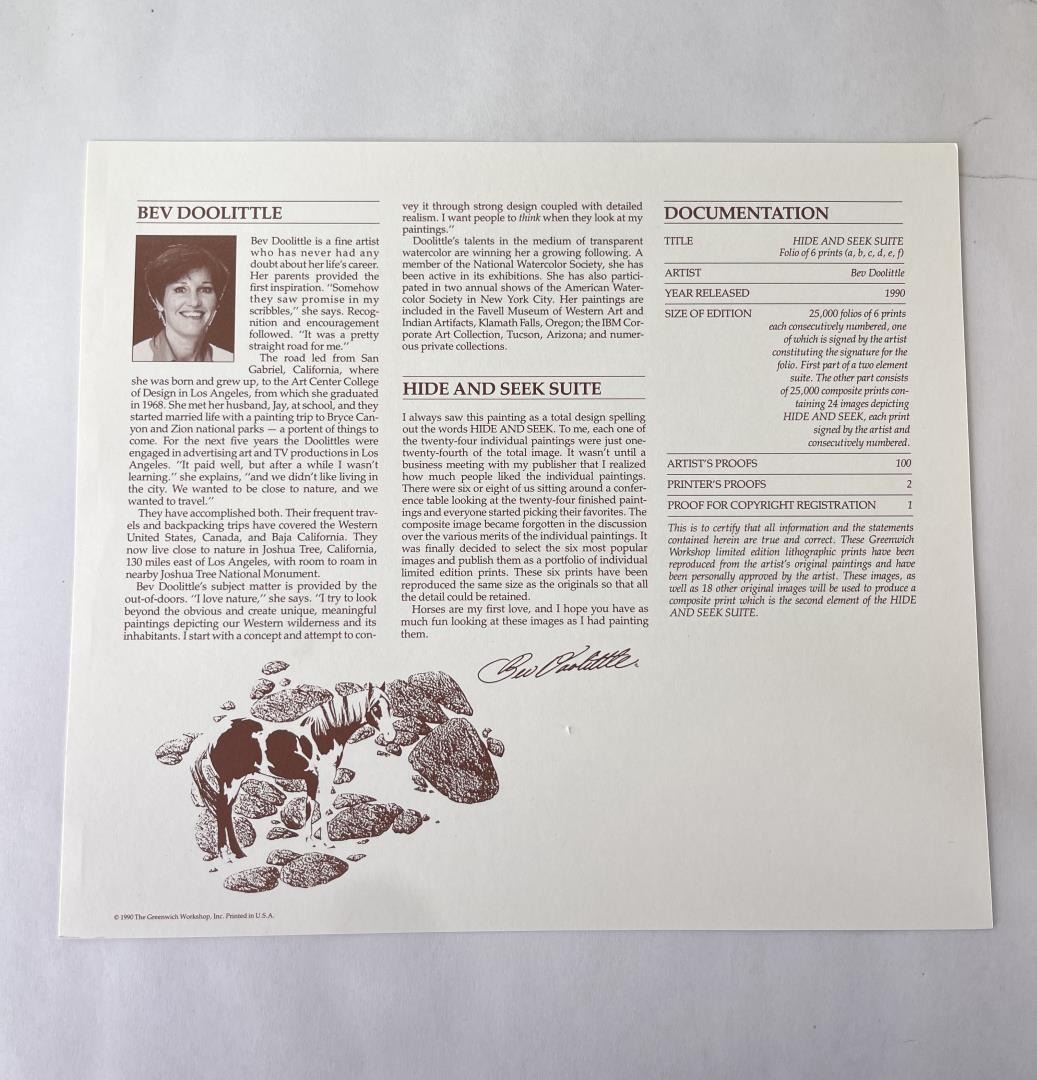 BEV DOOLITTLE
Bev Doolittle is a fine artist
who has never had any
doubt about her life's career.
Her parents provided the
first inspiration. "Somehow
they saw promise in my
scribbles," she says. Recog-
nition and encouragement
followed. "It was a pretty
straight road for me."
The road led from San
Gabriel, California, where
she was born and grew up, to the Art Center College
of Design in Los Angeles, from which she graduated
in 1968. She met her husband, Jay, at school, and they
started married life with a painting trip to Bryce Can-
yon and Zion national parks — a portent of things to
come. For the next five years the Doolittles were
engaged in advertising art and TV productions in Los
Angeles. "It paid well, but after a while I wasn't
learning." she explains, "and we didn't like living in
the city. We wanted to be close to nature, and we
wanted to travel."
They have accomplished both. Their frequent trav-
els and backpacking trips have covered the Western
United States, Canada, and Baja California. They
now live close to nature in Joshua Tree, California,
130 miles east of Los Angeles, with room to roam in
nearby Joshua Tree National Monument.
Bev Doolittle's subject matter is provided by the
out-of-doors. "I love nature," she says. "I try to look
beyond the obvious and create unique, meaningful
paintings depicting our Western wilderness and its
inhabitants. I start with a concept and attempt to con-
vey it through strong design coupled with detailed
realism. I want people to think when they look at my
paintings."
Doolittle's talents in the medium of transparent
watercolor are winning her a growing following. A
member of the National Watercolor Society, she has
been active in its exhibitions. She has also partici-
pated in two annual shows of the American Water-
color Society in New York City. Her paintings are
included in the Favell Museum of Western Art and
Indian Artifacts, Klamath Falls, Oregon; the IBM Cor-
porate Art Collection, Tucson, Arizona; and numer-
ous private collections.
HIDE AND SEEK SUITE
I always saw this painting as a total design spelling
out the words HIDE AND SEEK. To me, each one of
the twenty-four individual paintings were just one-
twenty-fourth of the total image. It wasn't until a
business meeting with my publisher that I realized
how much people liked the individual paintings.
There were six or eight of us sitting around a confer-
ence table looking at the twenty-four finished paint-
ings and everyone started picking their favorites. The
composite image became forgotten in the discussion
over the various merits of the individual paintings. It
was finally decided to select the six most popular
images and publish them as a portfolio of individual
limited edition prints. These six prints have been
reproduced the same size as the originals so that all
the detail could be retained.
Horses are my first love, and I hope you have as
much fun looking at these images as I had painting
them.
Bev Doolittle
DOCUMENTATION
TITLE HIDE AND SEEK SUITE
Folio of 6 prints (a, b, c, d, e, f)
ARTIST Bev Doolittle
YEAR RELEASED 1990
SIZE OF EDITION 25,000 folios of 6 prints
each consecutively numbered, one
of which is signed by the artist
constituting the signature for the
folio. First part of a two element
suite. The other part consists
of 25,000 composite prints con-
taining 24 images depicting
HIDE AND SEEK, each print
signed by the artist and
consecutively numbered.
ARTIST'S PROOFS 100
PRINTER'S PROOFS 2
PROOF FOR COPYRIGHT REGISTRATION 1
This is to certify that all information and the statements
contained herein are true and correct. These Greenwich
Workshop limited edition lithographic prints have been
reproduced from the artist's original paintings and have
been personally approved by the artist. These images, as
well as 18 other original images will be used to produce a
composite print which is the second element of the HIDE
AND SEEK SUITE.
© 1990 The Greenwich Workshop, Inc. Printed in U.S.A.